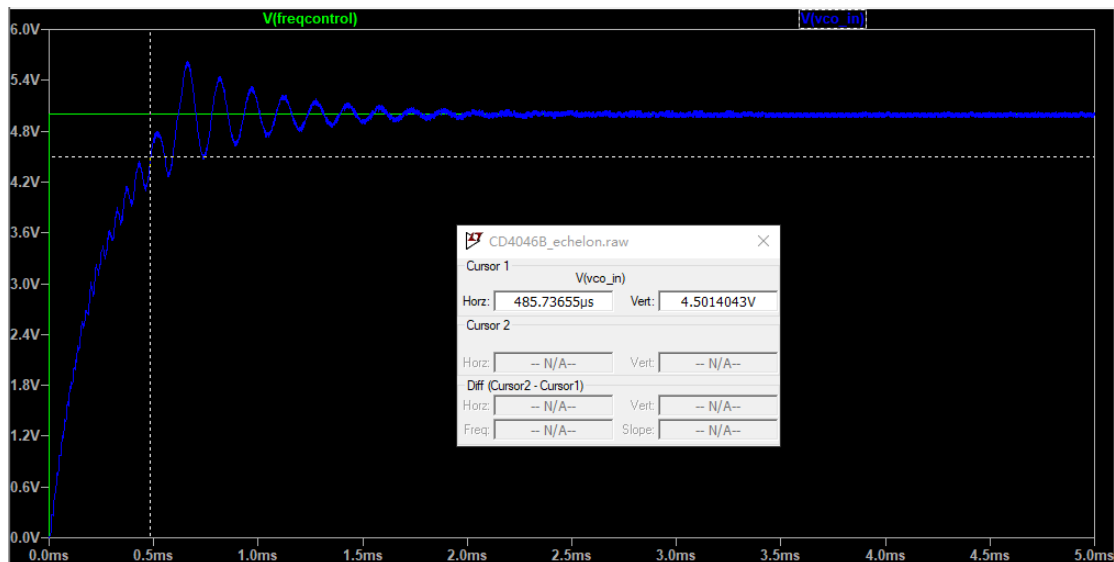 V(freqcontrol) V(vco_in)
6.0V
5.4V
4.8V
4.2V
3.6V
3.0V
2.4V
1.8V
1.2V
0.6V
0.0V
0.0ms 0.5ms 1.0ms 1.5ms 2.0ms 2.5ms 3.0ms 3.5ms 4.0ms 4.5ms 5.0ms
CD4046B_echelon.raw
Cursor 1
V(vco_in)
Horz: 485.73655µs Vert: 4.5014043V
Cursor 2
Horz: -- N/A-- Vert: -- N/A--
Diff (Cursor2 - Cursor1)
Horz: -- N/A-- Vert: -- N/A--
Freq: -- N/A-- Slope: -- N/A--